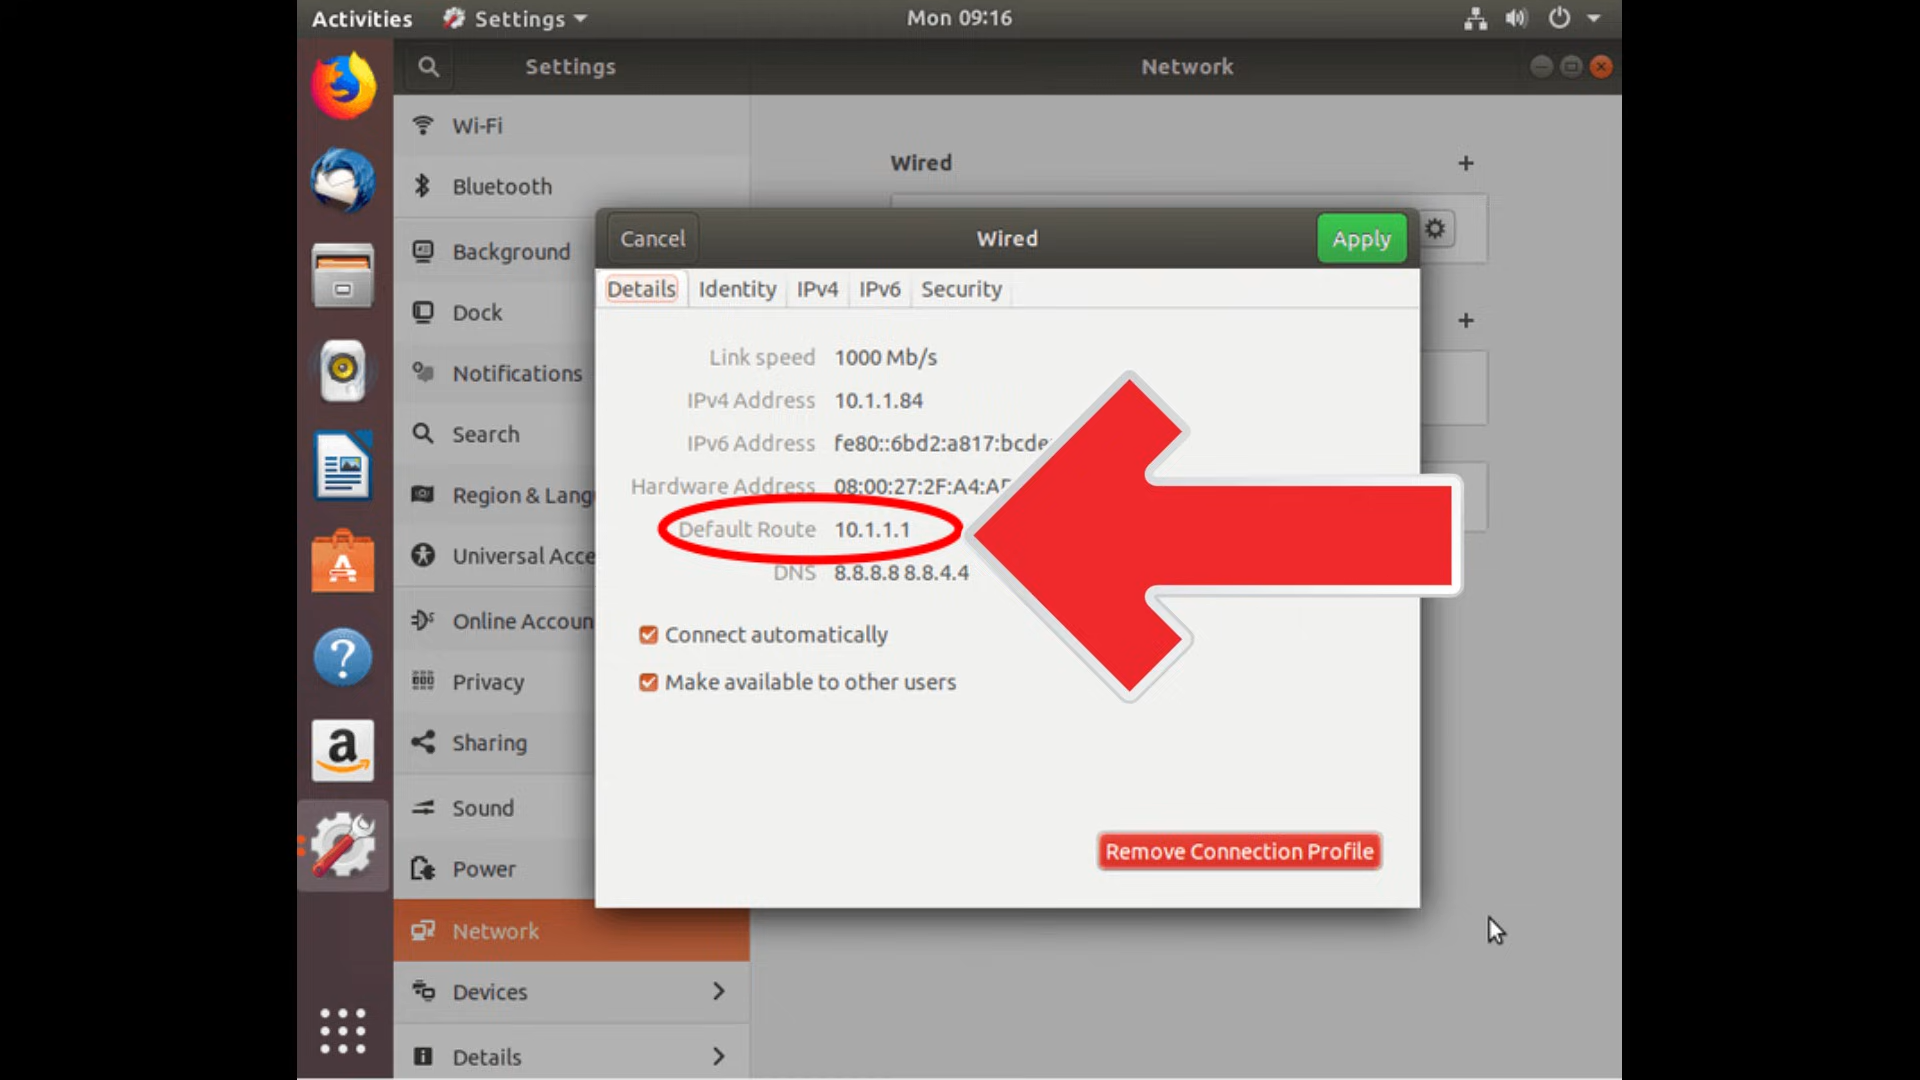 Activities Settings Mon 09:16
Settings Network
Wi-Fi
Bluetooth
Background
Dock
Notifications
Search
Region & Lang
Universal Acce
Online Accoun
Privacy
Sharing
Sound
Power
Network
Devices
Details
Wired
Cancel Wired Apply
Details Identity IPv4 IPv6 Security
Link speed 1000 Mb/s
IPv4 Address 10.1.1.84
IPv6 Address fe80::6bd2:a817:bcde
Hardware Address 08:00:27:2F:A4:A
Default Route 10.1.1.1
DNS 8.8.8.8 8.8.4.4
Connect automatically
Make available to other users
Remove Connection Profile